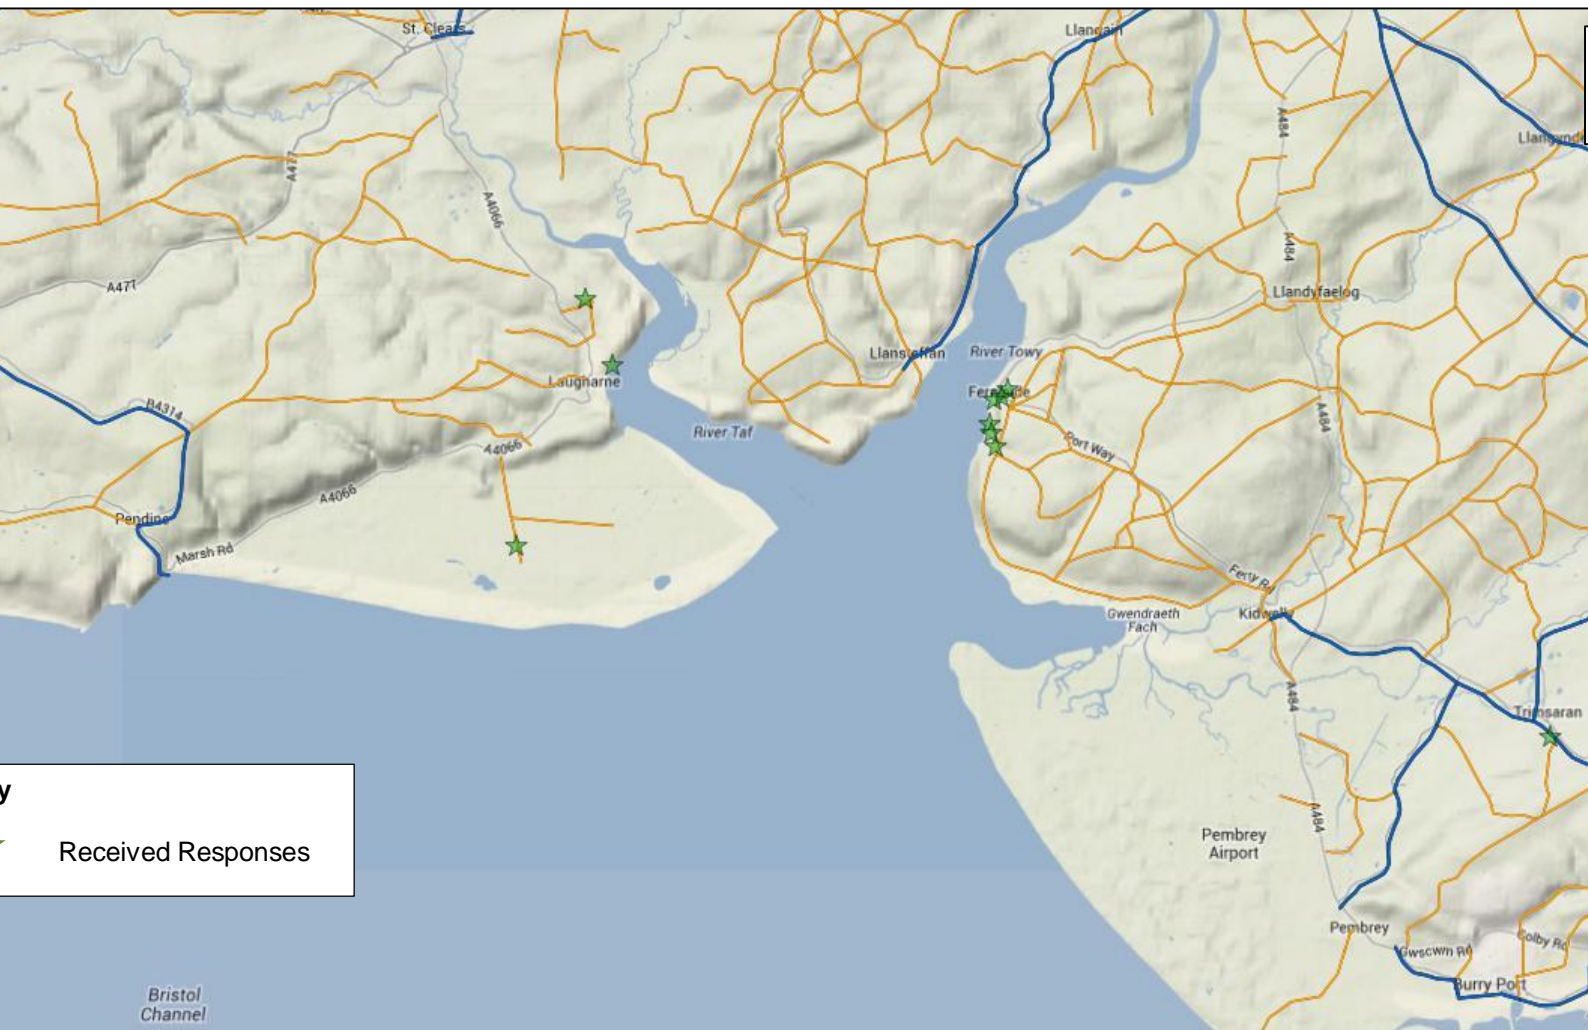 St. Clears
Llangain
A484
A477
A4066
A484
Llandyfaelog
A477
Llansteffan
River Towy
Laugharne
Ferryside
B4314
River Taf
A484
A4066
Port Way
A4066
Pendine
Marsh Rd
Ferry Rd
Gwendraeth
Fach
Kidwelly
A484
Trimsaran
y
Received Responses
A484
Pembrey
Airport
Pembrey
Gwscwm Rd
Colby Rd
Burry Port
Bristol
Channel